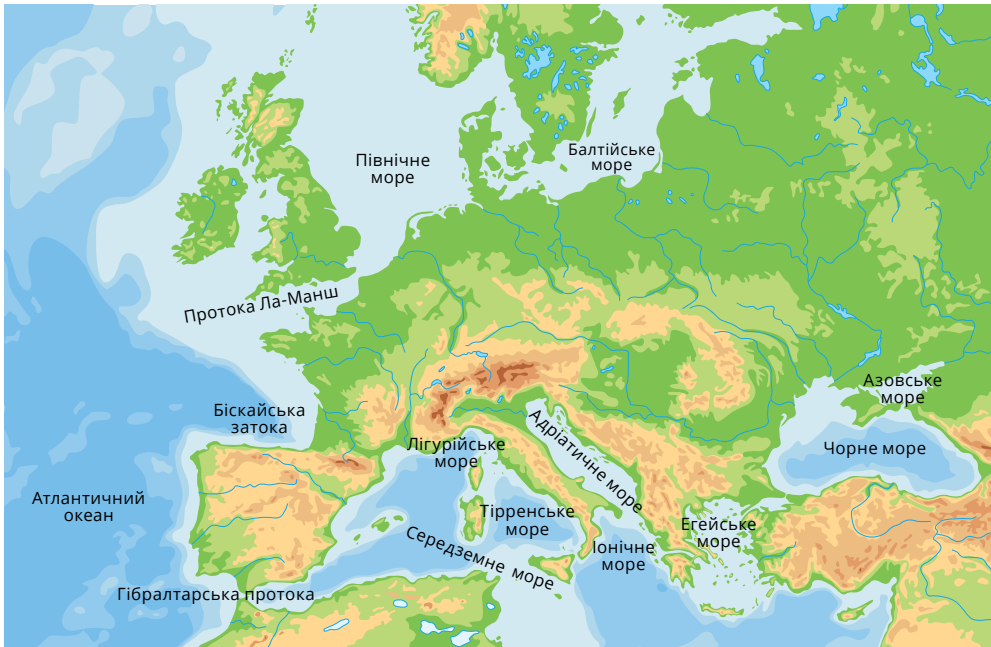 Балтійське
море
Північне
море
Протока Ла-Манш
Азовське
море
Біскайська
затока
Адріатичне море
Лігурійське
море
Чорне море
Атлантичний
океан
Тірренське
море
Егейське
море
Середземне море
Іонічне
море
Гібралтарська протока